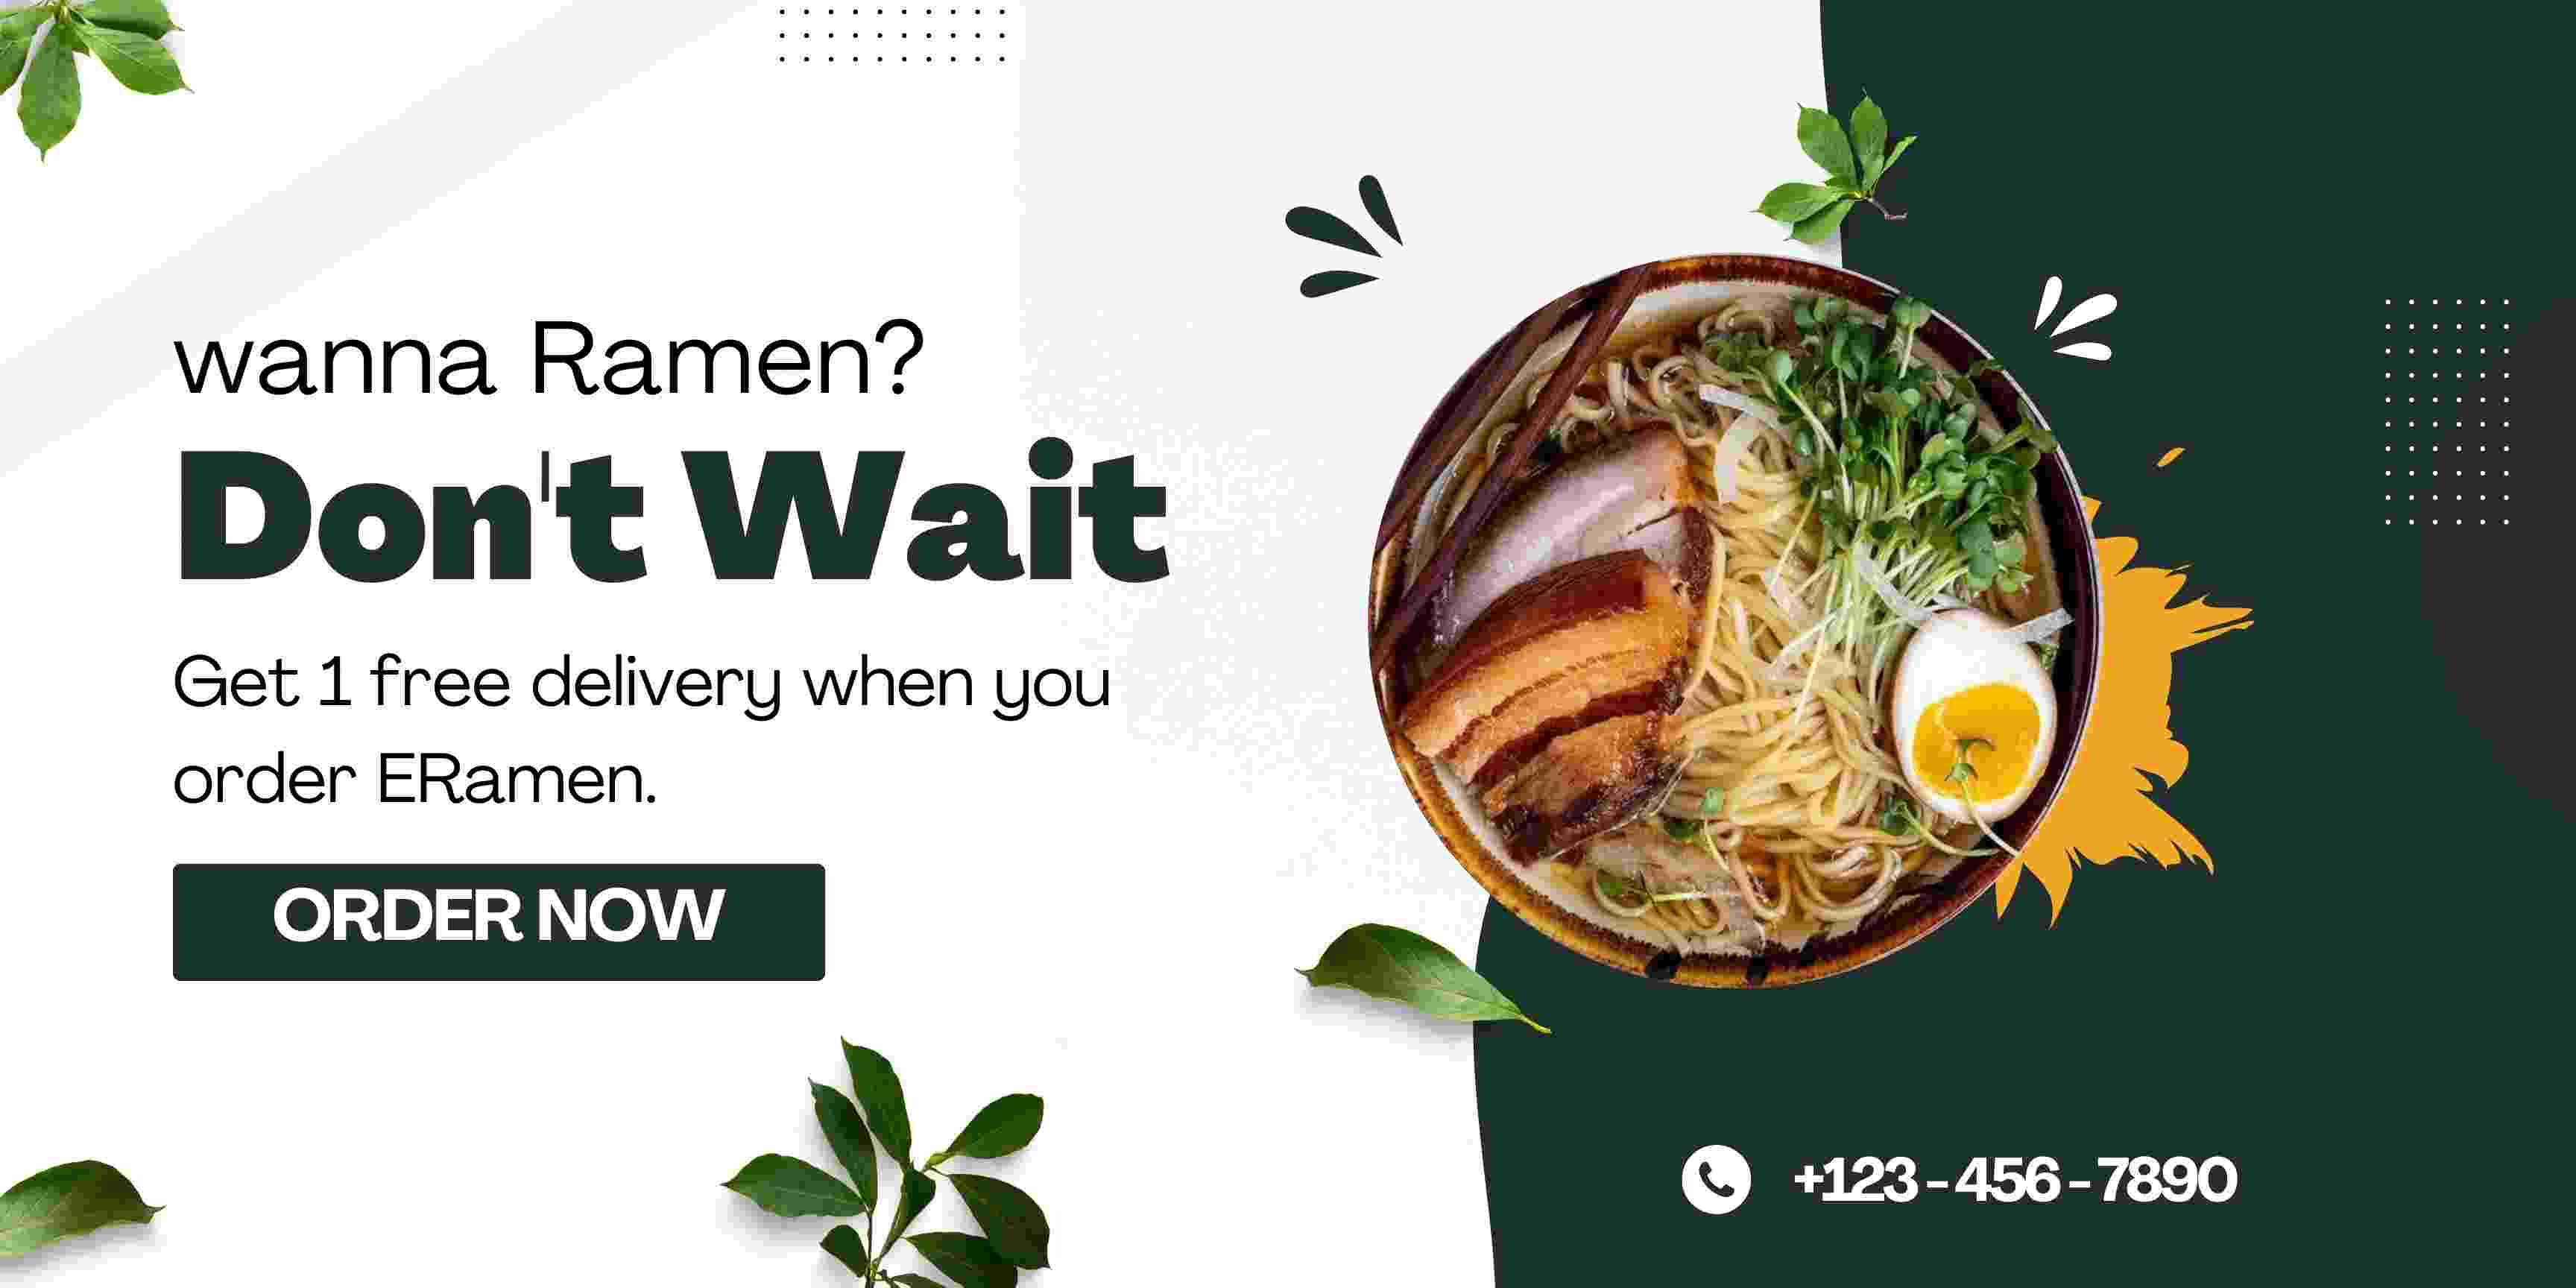 wanna Ramen?
Don't Wait
Get 1 free delivery when you
order ERamen.
ORDER NOW
+123-456-7890